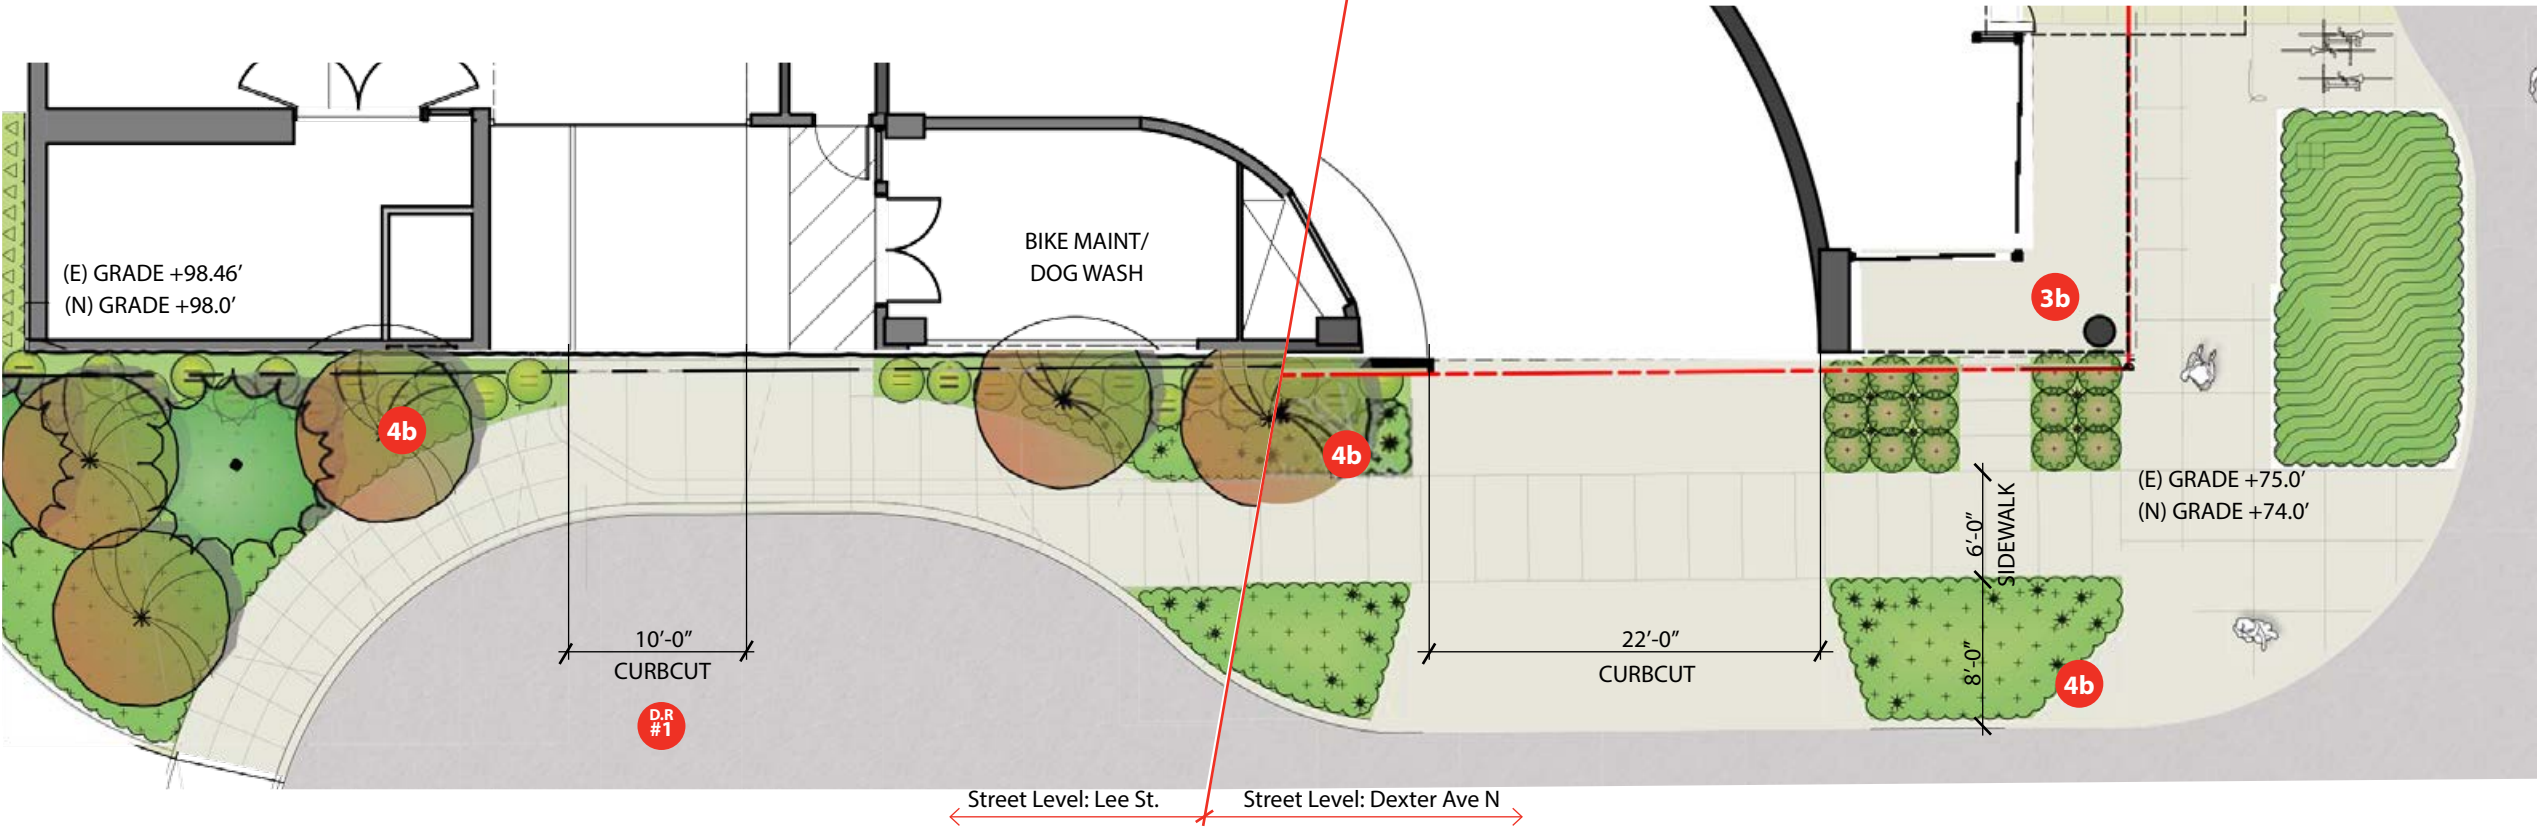 (E) GRADE +98.46’
(N) GRADE +98.0’
BIKE MAINT/
DOG WASH
3b
4b
4b
(E) GRADE +75.0’
(N) GRADE +74.0’
6’-0”
SIDEWALK
8’-0”
4b
10’-0”
CURBCUT
22’-0”
CURBCUT
D.R
#1
Street Level: Lee St.
Street Level: Dexter Ave N